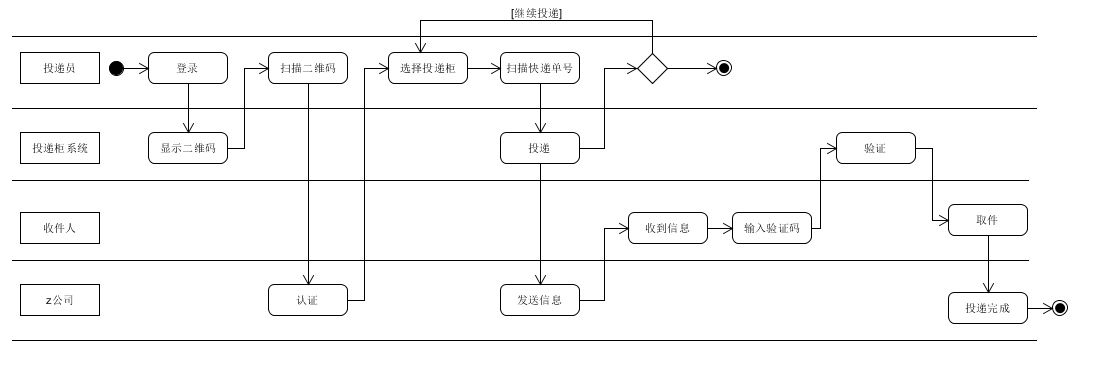 [继续投递]
投递员
登录
扫描二维码
选择投递柜
扫描快递单号
投递柜系统
显示二维码
投递
验证
收件人
收到信息
输入验证码
取件
z公司
认证
发送信息
投递完成